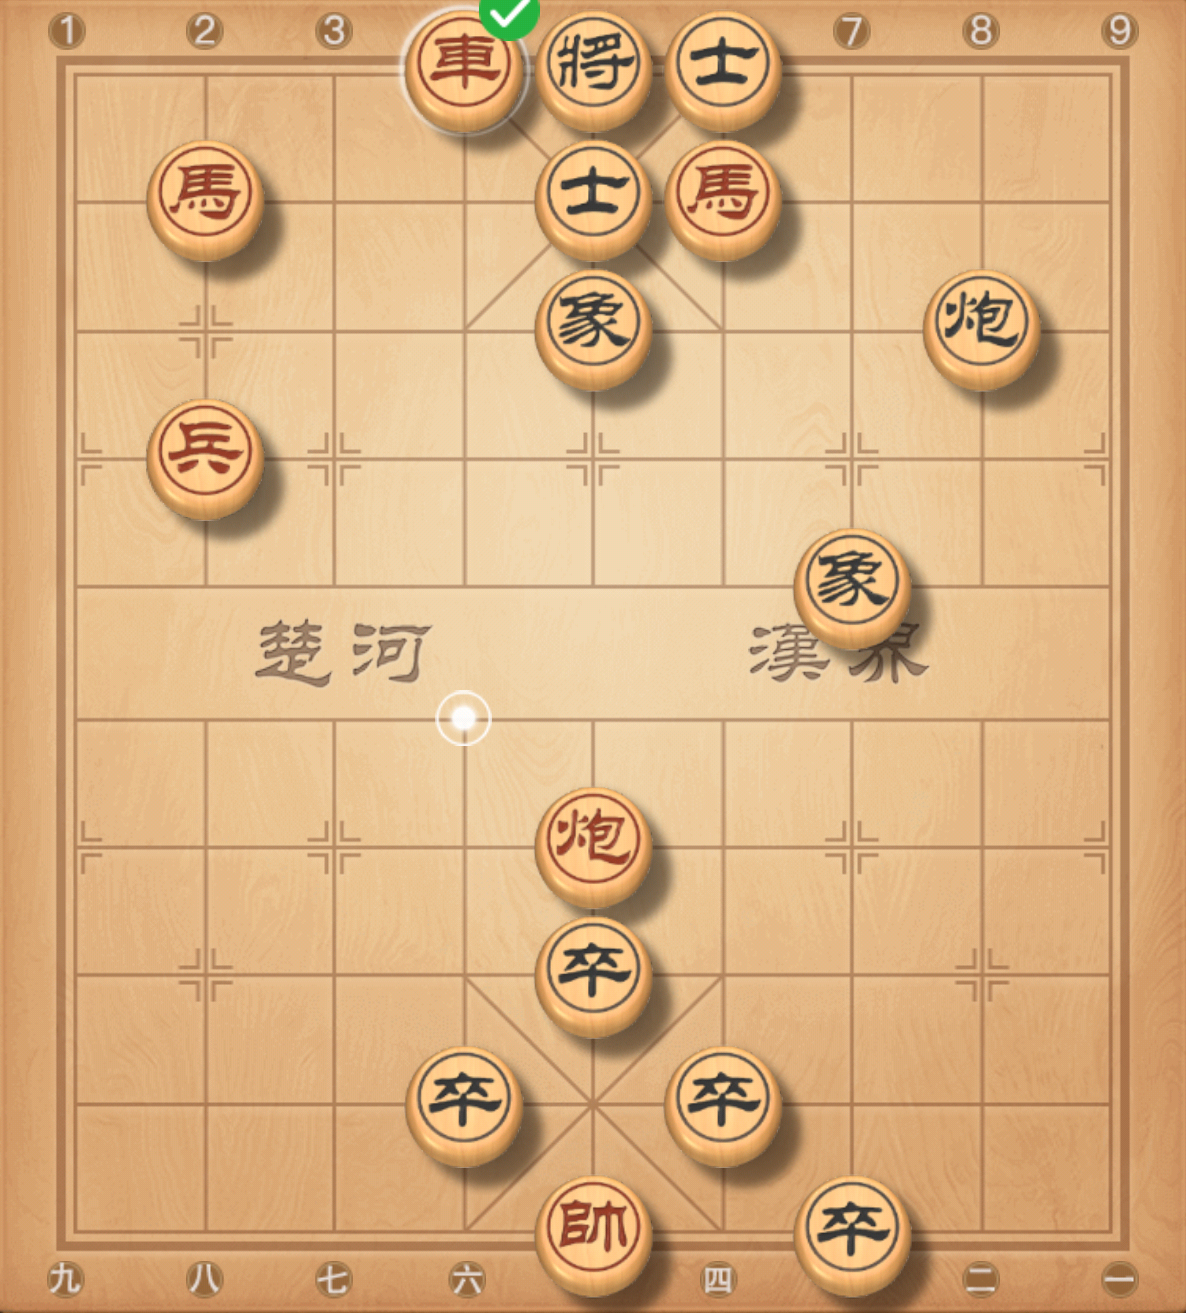 1 2 3 7 8 9
車 將 士
馬 士 馬
象 炮
兵
象
楚河 漢界
炮
卒
卒 卒
帥 卒
九 八 七 六 四 二 一